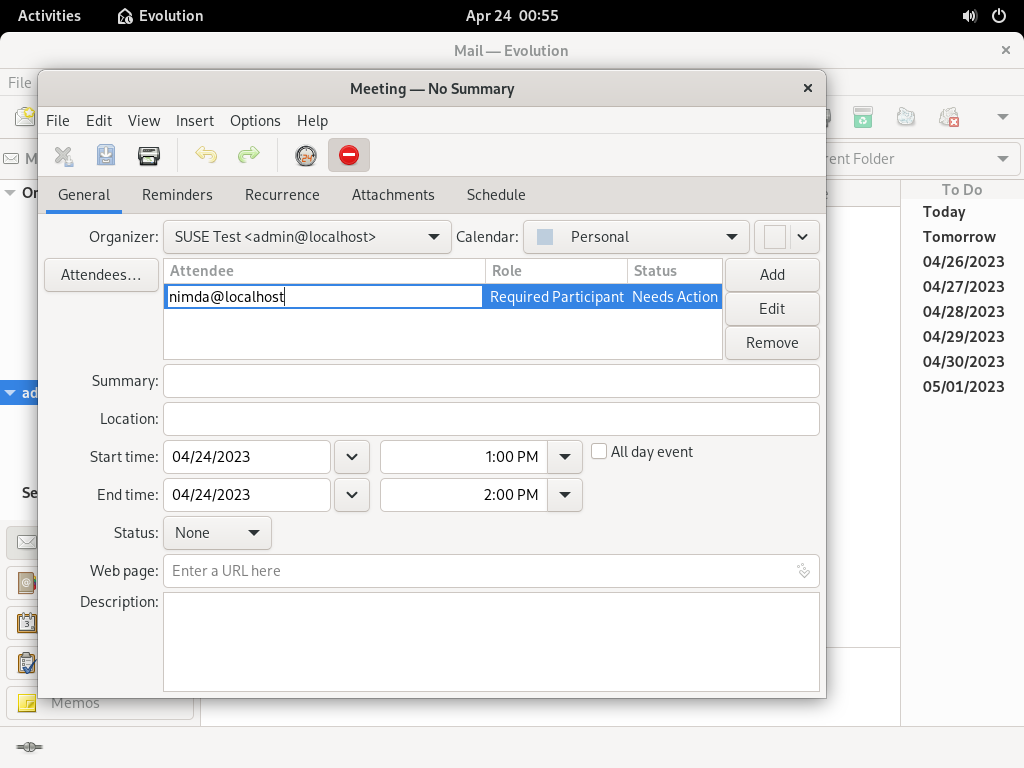 Activities Evolution Apr 24 00:55
Mail — Evolution
File
Meeting — No Summary
File Edit View Insert Options Help
General Reminders Recurrence Attachments Schedule
Organizer: SUSE Test <admin@localhost> Calendar: Personal
Attendees... Attendee Role Status Add
nimda@localhost Required Participant Needs Action
Edit
Remove
Summary:
Location:
Start time: 04/24/2023 1:00 PM All day event
End time: 04/24/2023 2:00 PM
Status: None
Web page: Enter a URL here
Description:
Memos
Folder
To Do
Today
Tomorrow
04/26/2023
04/27/2023
04/28/2023
04/29/2023
04/30/2023
05/01/2023